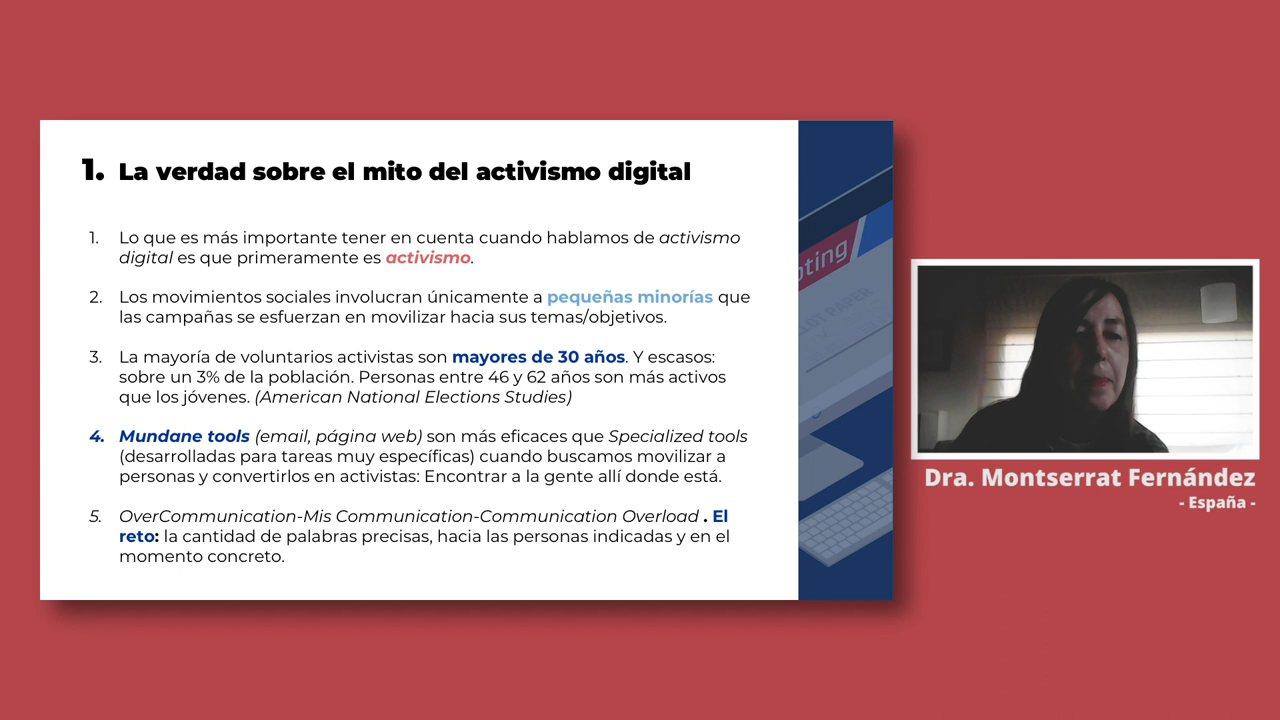 1. La verdad sobre el mito del activismo digital
1. Lo que es más importante tener en cuenta cuando hablamos de activismo
digital es que primeramente es activismo.
2. Los movimientos sociales involucran únicamente a pequeñas minorías que
las campañas se esfuerzan en movilizar hacia sus temas/objetivos.
3. La mayoría de voluntarios activistas son mayores de 30 años. Y escasos:
sobre un 3% de la población. Personas entre 46 y 62 años son más activos
que los jóvenes. (American National Elections Studies)
4. Mundane tools (email, página web) son más eficaces que Specialized tools
(desarrolladas para tareas muy específicas) cuando buscamos movilizar a
personas y convertirlos en activistas: Encontrar a la gente allí donde está.
5. OverCommunication-Mis Communication-Communication Overload . El
reto: la cantidad de palabras precisas, hacia las personas indicadas y en el
momento concreto.
oting
PAPER
Dra. Montserrat Fernández
- España -